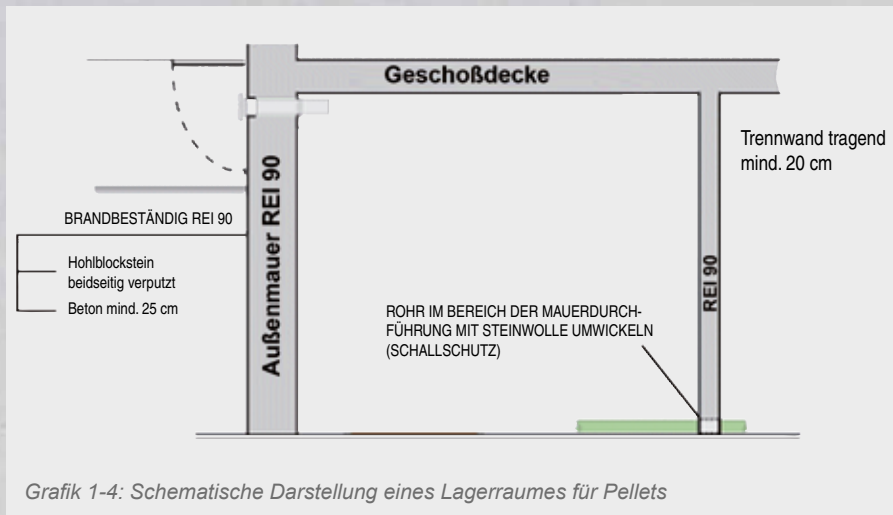 Geschoßdecke
Trennwand tragend
mind. 20 cm
Außenmauer REI 90
BRANDBESTÄNDIG REI 90
Hohlblockstein
beidseitig verputzt
Beton mind. 25 cm
REI 90
ROHR IM BEREICH DER MAUERDURCH-
FÜHRUNG MIT STEINWOLLE UMWICKELN
(SCHALLSCHUTZ)
Grafik 1-4: Schematische Darstellung eines Lagerraumes für Pellets